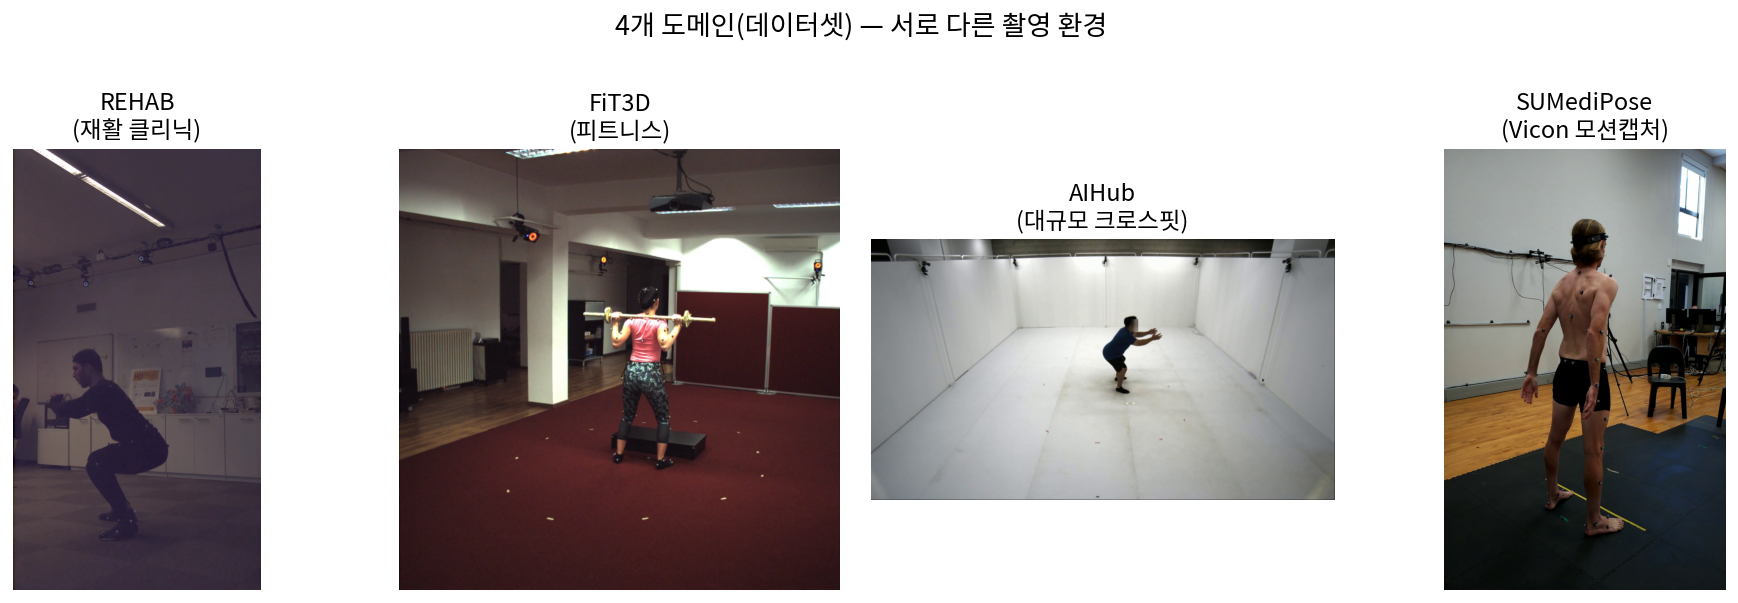 4개 도메인(데이터셋) — 서로 다른 촬영 환경
REHAB
(재활 클리닉)
FiT3D
(피트니스)
AIHub
(대규모 크로스핏)
SUMediPose
(Vicon 모션캡처)